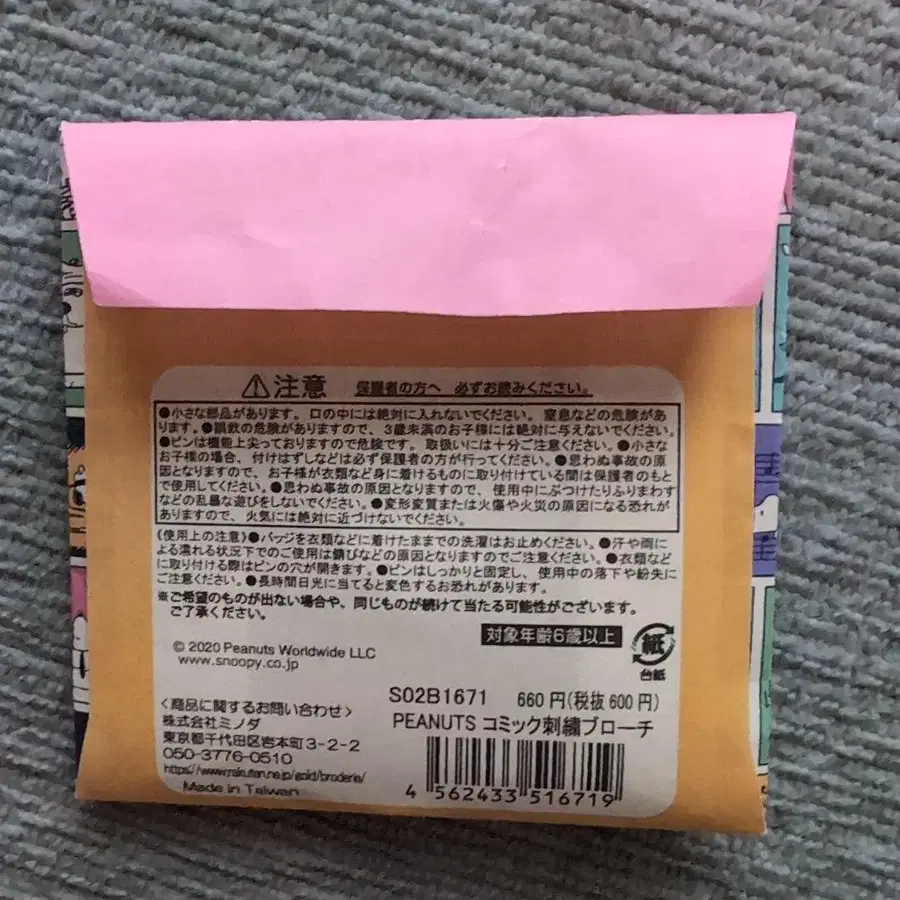 ⚠注意 保護者の方へ 必ずお読みください。
●小さな部品があります。口の中には絶対に入れないでください。窒息などの危険があ
ります。●誤飲の危険がありますので、3歳未満のお子様には絶対に与えないでください。
●ピンは機能上尖っておりますので危険です。取扱いには十分ご注意ください。●小さな
お子様の場合、付けはずしなどは必ず保護者の方が行ってください。●思わぬ事故の原
因となりますので、お子様が衣類など身に着けるものに取り付けている間は保護者のもと
で使用してください。●思わぬ事故の原因となりますので、使用中にぶつけたりふりまわす
などの乱暴な遊びをしないでください。●変形変質または火傷や火災の原因になる恐れが
ありますので、火気には絶対に近づけないでください。
〈使用上の注意〉●バッジを衣類などに着けたままでの洗濯はお止めください。●汗や雨に
よる濡れる状況下でのご使用は錆びなどの原因となりますのでご注意ください。●衣類など
に取り付ける際はピンの穴が開きます。●ピンはしっかりと固定し、使用中の落下や紛失に
ご注意ください。●長時間日光に当てると変色するお恐れがあります。
※ご希望のものが出ない場合や、同じものが続けて当たる可能性がございます。
ご了承ください。
対象年齢6歳以上
紙
台紙
© 2020 Peanuts Worldwide LLC
www.snoopy.co.jp
S02B1671 660円(税抜600円)
PEANUTS コミック刺繍ブローチ
〈商品に関するお問い合わせ〉
株式会社ミノダ
東京都千代田区岩本町3-2-2
050-3776-0510
https://www.rakuten.ne.jp/gold/broderie/
Made in Taiwan
4 562433 516719